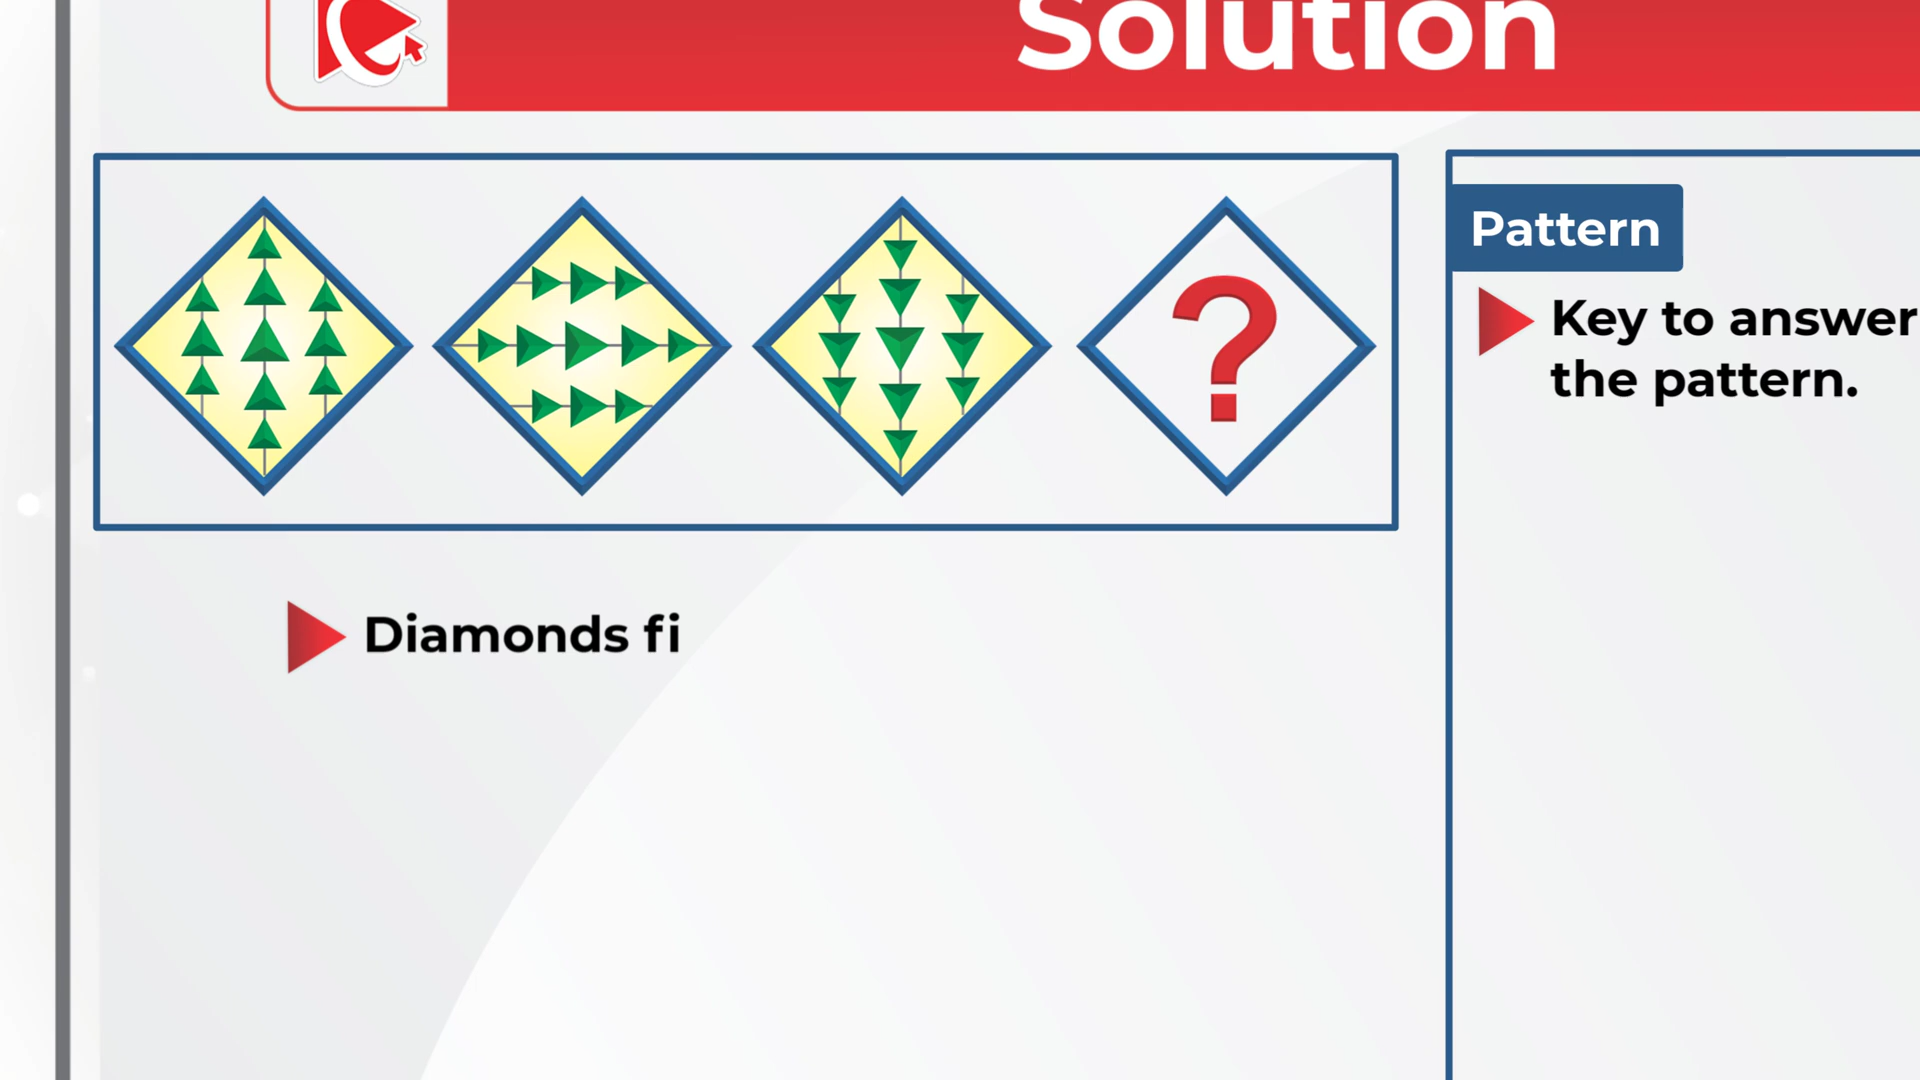 Solution
?
Pattern
Key to answer
the pattern.
Diamonds fi